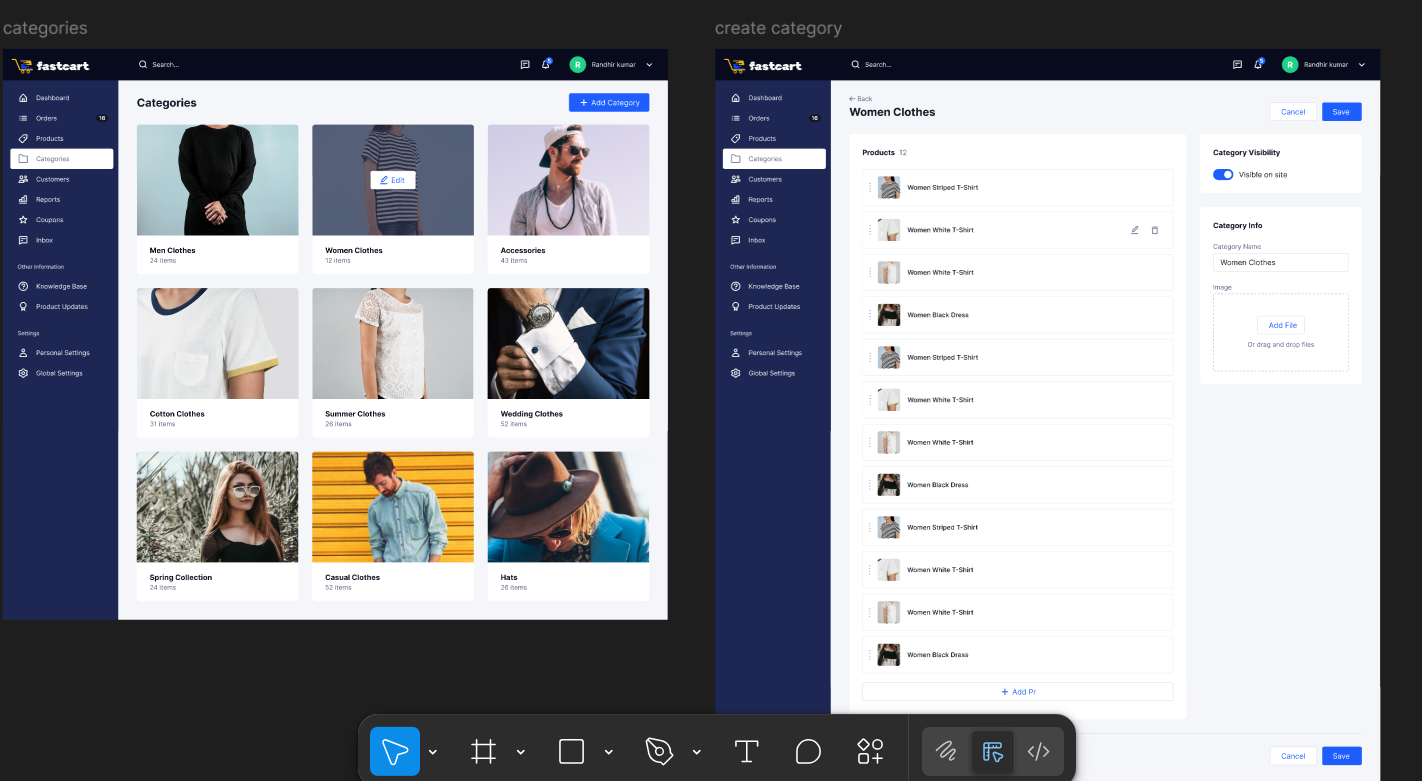 categories
fastcart
Search...
5
R
Randhir kumar
Dashboard
Orders
16
Products
Categories
Customers
Reports
Coupons
Inbox
Other Information
Knowledge Base
Product Updates
Settings
Personal Settings
Global Settings
Categories
+ Add Category
Men Clothes
24 items
Edit
Women Clothes
12 items
Accessories
43 items
Cotton Clothes
31 items
Summer Clothes
26 items
Wedding Clothes
52 items
Spring Collection
24 items
Casual Clothes
52 items
Hats
26 items
create category
fastcart
Search...
5
R
Randhir kumar
Dashboard
Orders
16
Products
Categories
Customers
Reports
Coupons
Inbox
Other Information
Knowledge Base
Product Updates
Settings
Personal Settings
Global Settings
← Back
Women Clothes
Cancel
Save
Products 12
Women Striped T-Shirt
Women White T-Shirt
Women White T-Shirt
Women Black Dress
Women Striped T-Shirt
Women White T-Shirt
Women White T-Shirt
Women Black Dress
Women Striped T-Shirt
Women White T-Shirt
Women White T-Shirt
Women Black Dress
+ Add Pr
Category Visibility
Visible on site
Category Info
Category Name
Women Clothes
Image
Add File
Or drag and drop files
Cancel
Save